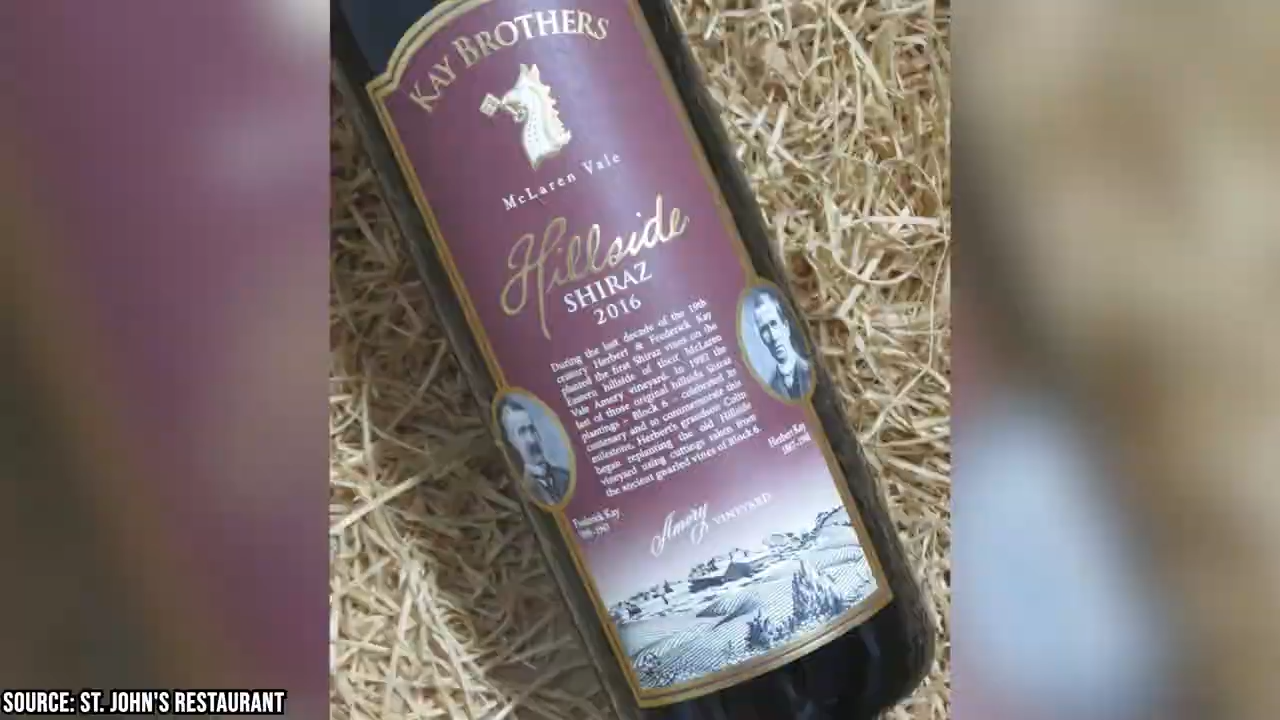 KAY BROTHERS
McLaren Vale
Hillside
SHIRAZ
2016
During the last decade of the 19th
century Herbert & Frederick Kay
planted the first Shiraz vines on the
Eastern hillside of their McLaren
Vale Amery vineyard. In 1992 the
last of those original hillside Shiraz
plantings – Block 6 – celebrated its
centenary and to commemorate this
milestone, Herbert's grandson Colin
began replanting the old Hillside
vineyard using cuttings taken from
the ancient gnarled vines of Block 6.
Herbert Kay
Frederick Kay
Amery VINEYARD
SOURCE: ST. JOHN'S RESTAURANT